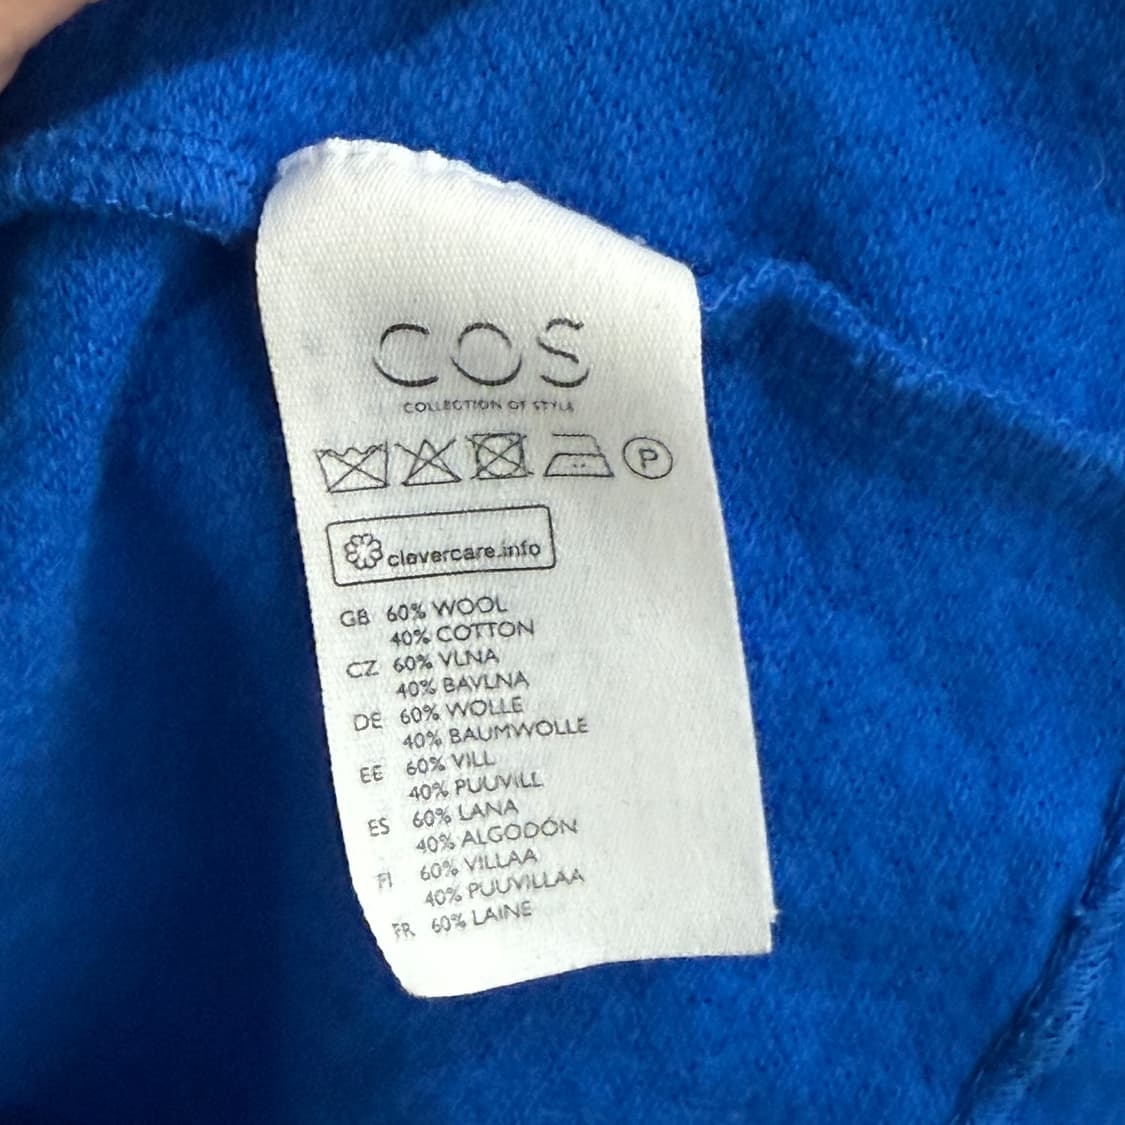 COS
COLLECTION OF STYLE
P
clevercare.info
GB 60% WOOL
40% COTTON
CZ 60% VLNA
40% BAVLNA
DE 60% WOLLE
40% BAUMWOLLE
EE 60% VILL
40% PUUVILL
ES 60% LANA
40% ALGODÓN
FI 60% VILLAA
40% PUUVILLAA
FR 60% LAINE